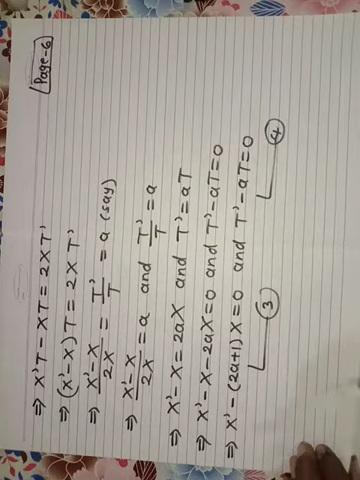 Page-6
⇒ X'T - XT = 2XT'
⇒ (X'-X)T = 2XT'
⇒ X'-X/2X = T'/T = a (say)
⇒ X'-X/2X = a and T'/T = a
⇒ X'-X = 2aX and T' = aT
⇒ X'-X-2aX=0 and T'-aT=0
⇒ X'-(2a+1)X=0 and T'-aT=0
3 4